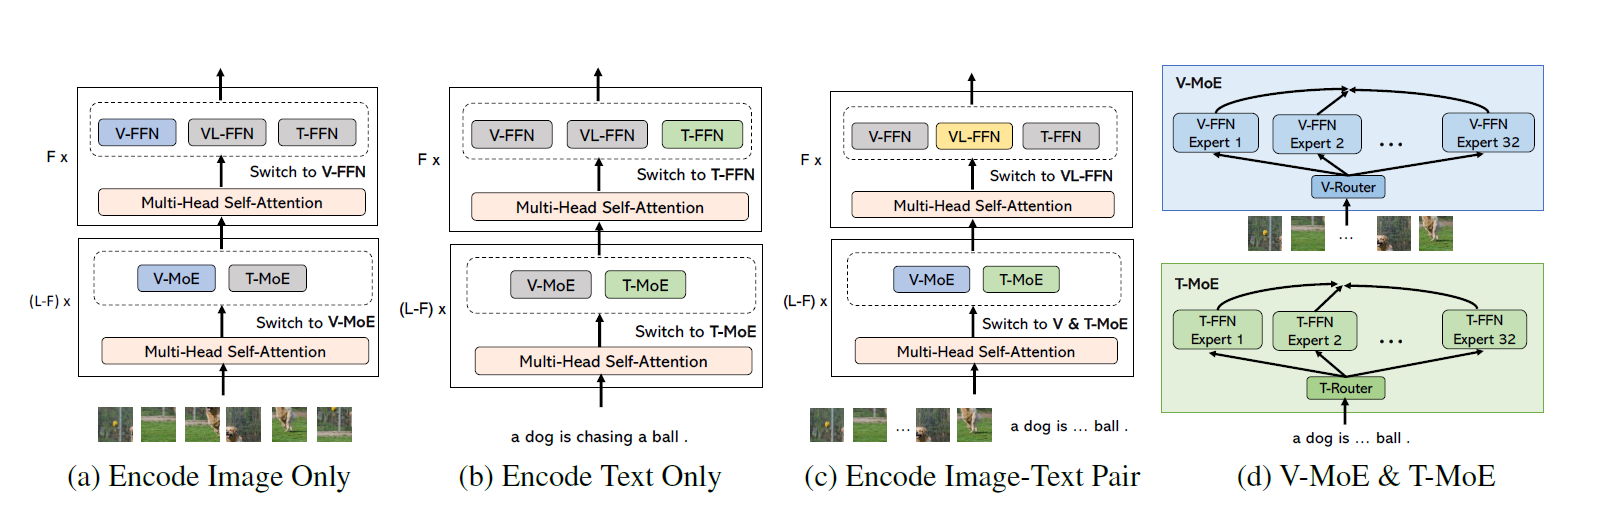 F x
V-FFN
VL-FFN
T-FFN
Switch to V-FFN
Multi-Head Self-Attention
(L-F) x
V-MoE
T-MoE
Switch to V-MoE
Multi-Head Self-Attention
(a) Encode Image Only
F x
V-FFN
VL-FFN
T-FFN
Switch to T-FFN
Multi-Head Self-Attention
(L-F) x
V-MoE
T-MoE
Switch to T-MoE
Multi-Head Self-Attention
a dog is chasing a ball .
(b) Encode Text Only
F x
V-FFN
VL-FFN
T-FFN
Switch to VL-FFN
Multi-Head Self-Attention
(L-F) x
V-MoE
T-MoE
Switch to V & T-MoE
Multi-Head Self-Attention
...
a dog is ... ball .
(c) Encode Image-Text Pair
V-MoE
V-FFN
Expert 1
V-FFN
Expert 2
...
V-FFN
Expert 32
V-Router
...
T-MoE
T-FFN
Expert 1
T-FFN
Expert 2
...
T-FFN
Expert 32
T-Router
a dog is ... ball .
(d) V-MoE & T-MoE